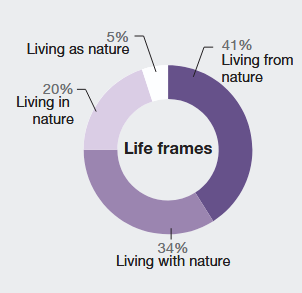 5%
Living as nature
41%
Living from
nature
20%
Living in
nature
Life frames
34%
Living with nature